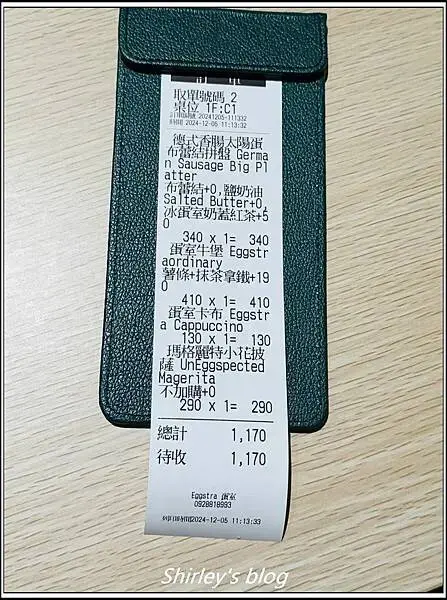 訂單
取單號碼 2
桌位 1F:C1
訂單編號 20241205-111332
時間 2024-12-05 11:13:32
德式香腸太陽蛋
布蕾結拼盤 Germa
n Sausage Big Pl
atter
布蕾結+0,鹽奶油
Salted Butter+0,
冰蛋室奶蓋紅茶+5
0
340 x 1= 340
蛋室牛堡 Eggstr
aordinary
薯條+抹茶拿鐵+19
0
410 x 1= 410
蛋室卡布 Eggstr
a Cappuccino
130 x 1= 130
瑪格麗特小花披
薩 UnEggspected
Magerita
不加購+0
290 x 1= 290
總計 1,170
待收 1,170
Eggstra 蛋室
0928818993
列印時間2024-12-05 11:13:33
Shirley's blog